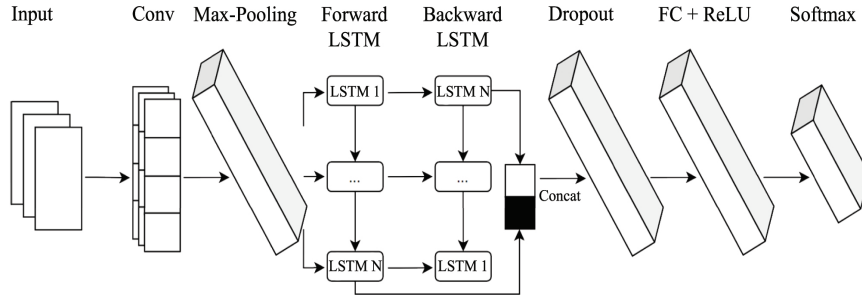 Input
Conv
Max-Pooling
Forward
LSTM
Backward
LSTM
Dropout
FC + ReLU
Softmax
LSTM 1
LSTM N
...
...
Concat
LSTM N
LSTM 1